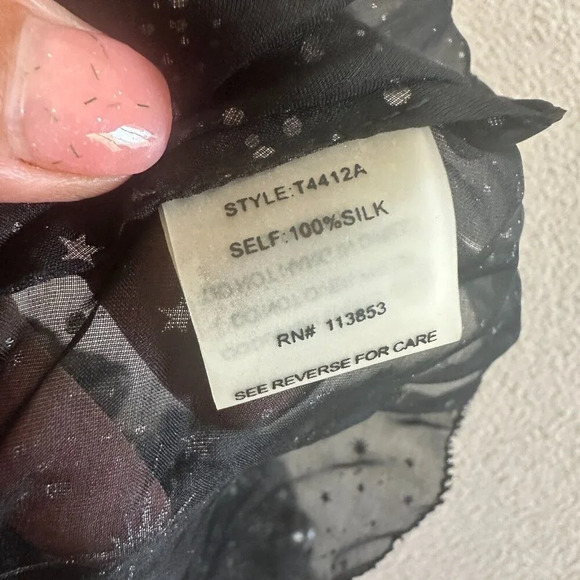 STYLE:T4412A
SELF:100%SILK
RN# 113853
SEE REVERSE FOR CARE